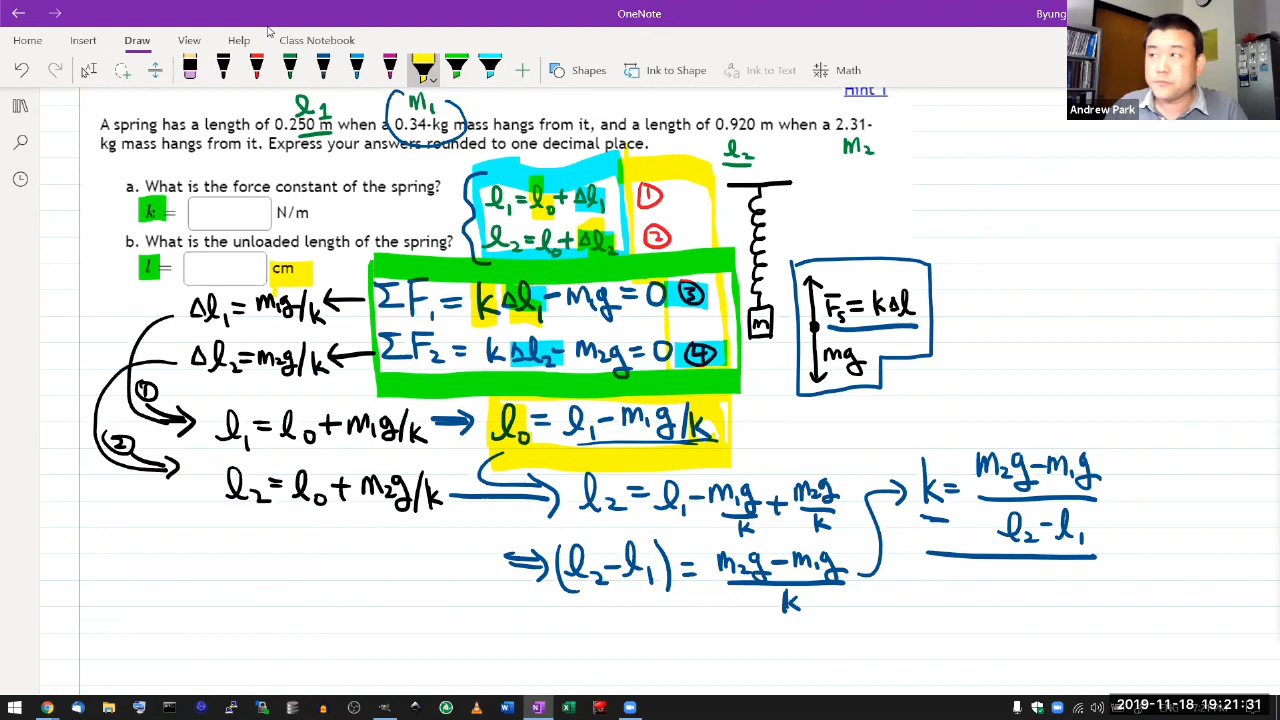 OneNote
Byung
Home Insert Draw View Help Class Notebook
Shapes Ink to Shape Ink to Text Math
Hint 1
Andrew Park
l1 m1
A spring has a length of 0.250 m when a 0.34-kg mass hangs from it, and a length of 0.920 m when a 2.31-
kg mass hangs from it. Express your answers rounded to one decimal place.
l2 m2
a. What is the force constant of the spring?
k = N/m
b. What is the unloaded length of the spring?
l = cm
l1 = l0 + Δl1 ①
l2 = l0 + Δl2 ②
ΣF1 = kΔl1 - m1g = 0 ③
ΣF2 = kΔl2 - m2g = 0 ④
m
Fs = kΔl
mg
Δl1 = m1g/k ←
Δl2 = m2g/k ←
①
l1 = l0 + m1g/k → l0 = l1 - m1g/k
②
l2 = l0 + m2g/k → l2 = l1 - m1g/k + m2g/k
⇔ (l2 - l1) = (m2g - m1g)/k
k = (m2g - m1g)/(l2 - l1)
2019-11-18 19:21:31